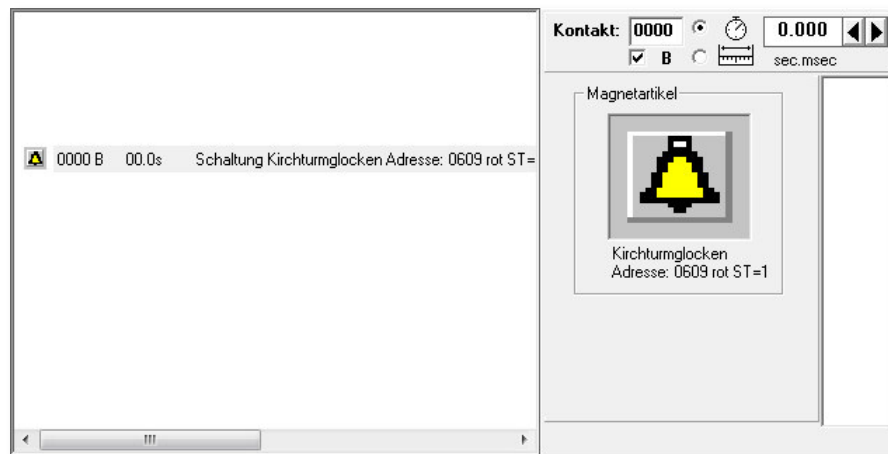 0000 B 00.0s Schaltung Kirchturmglocken Adresse: 0609 rot ST=
Kontakt: 0000 0.000
B sec.msec
Magnetartikel
Kirchturmglocken
Adresse: 0609 rot ST=1